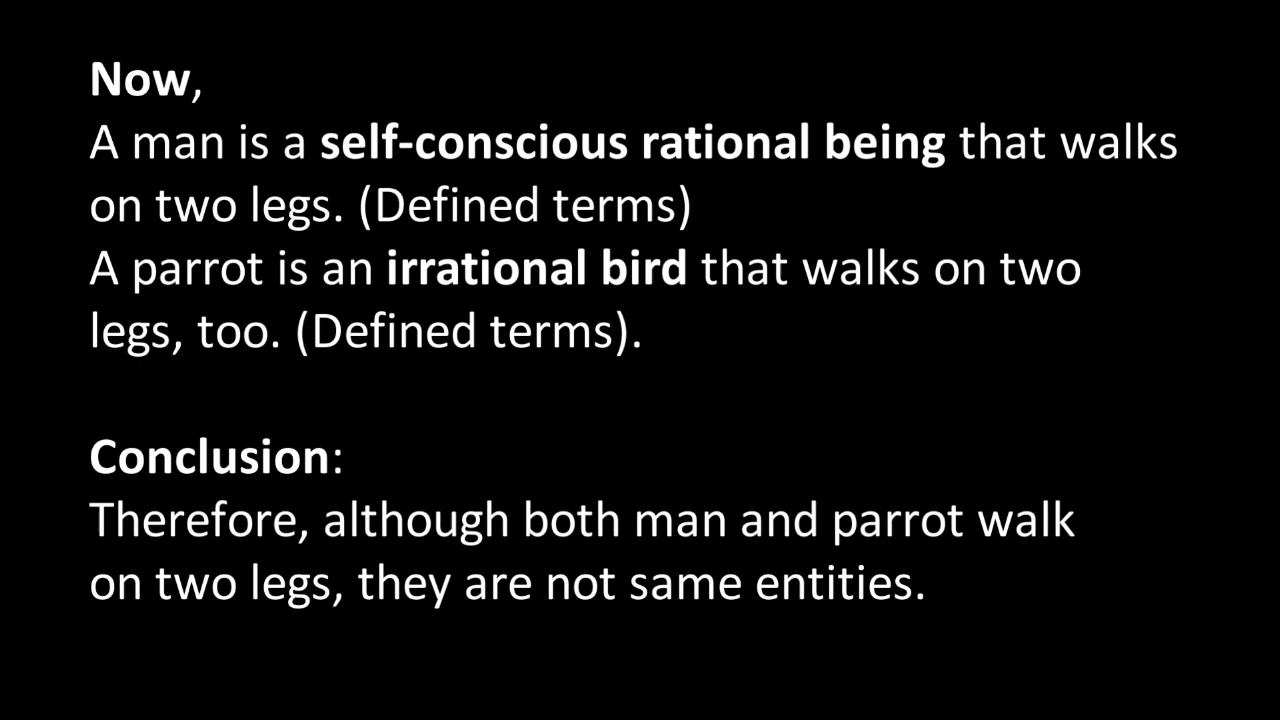 Now,
A man is a self-conscious rational being that walks
on two legs. (Defined terms)
A parrot is an irrational bird that walks on two
legs, too. (Defined terms).
Conclusion:
Therefore, although both man and parrot walk
on two legs, they are not same entities.